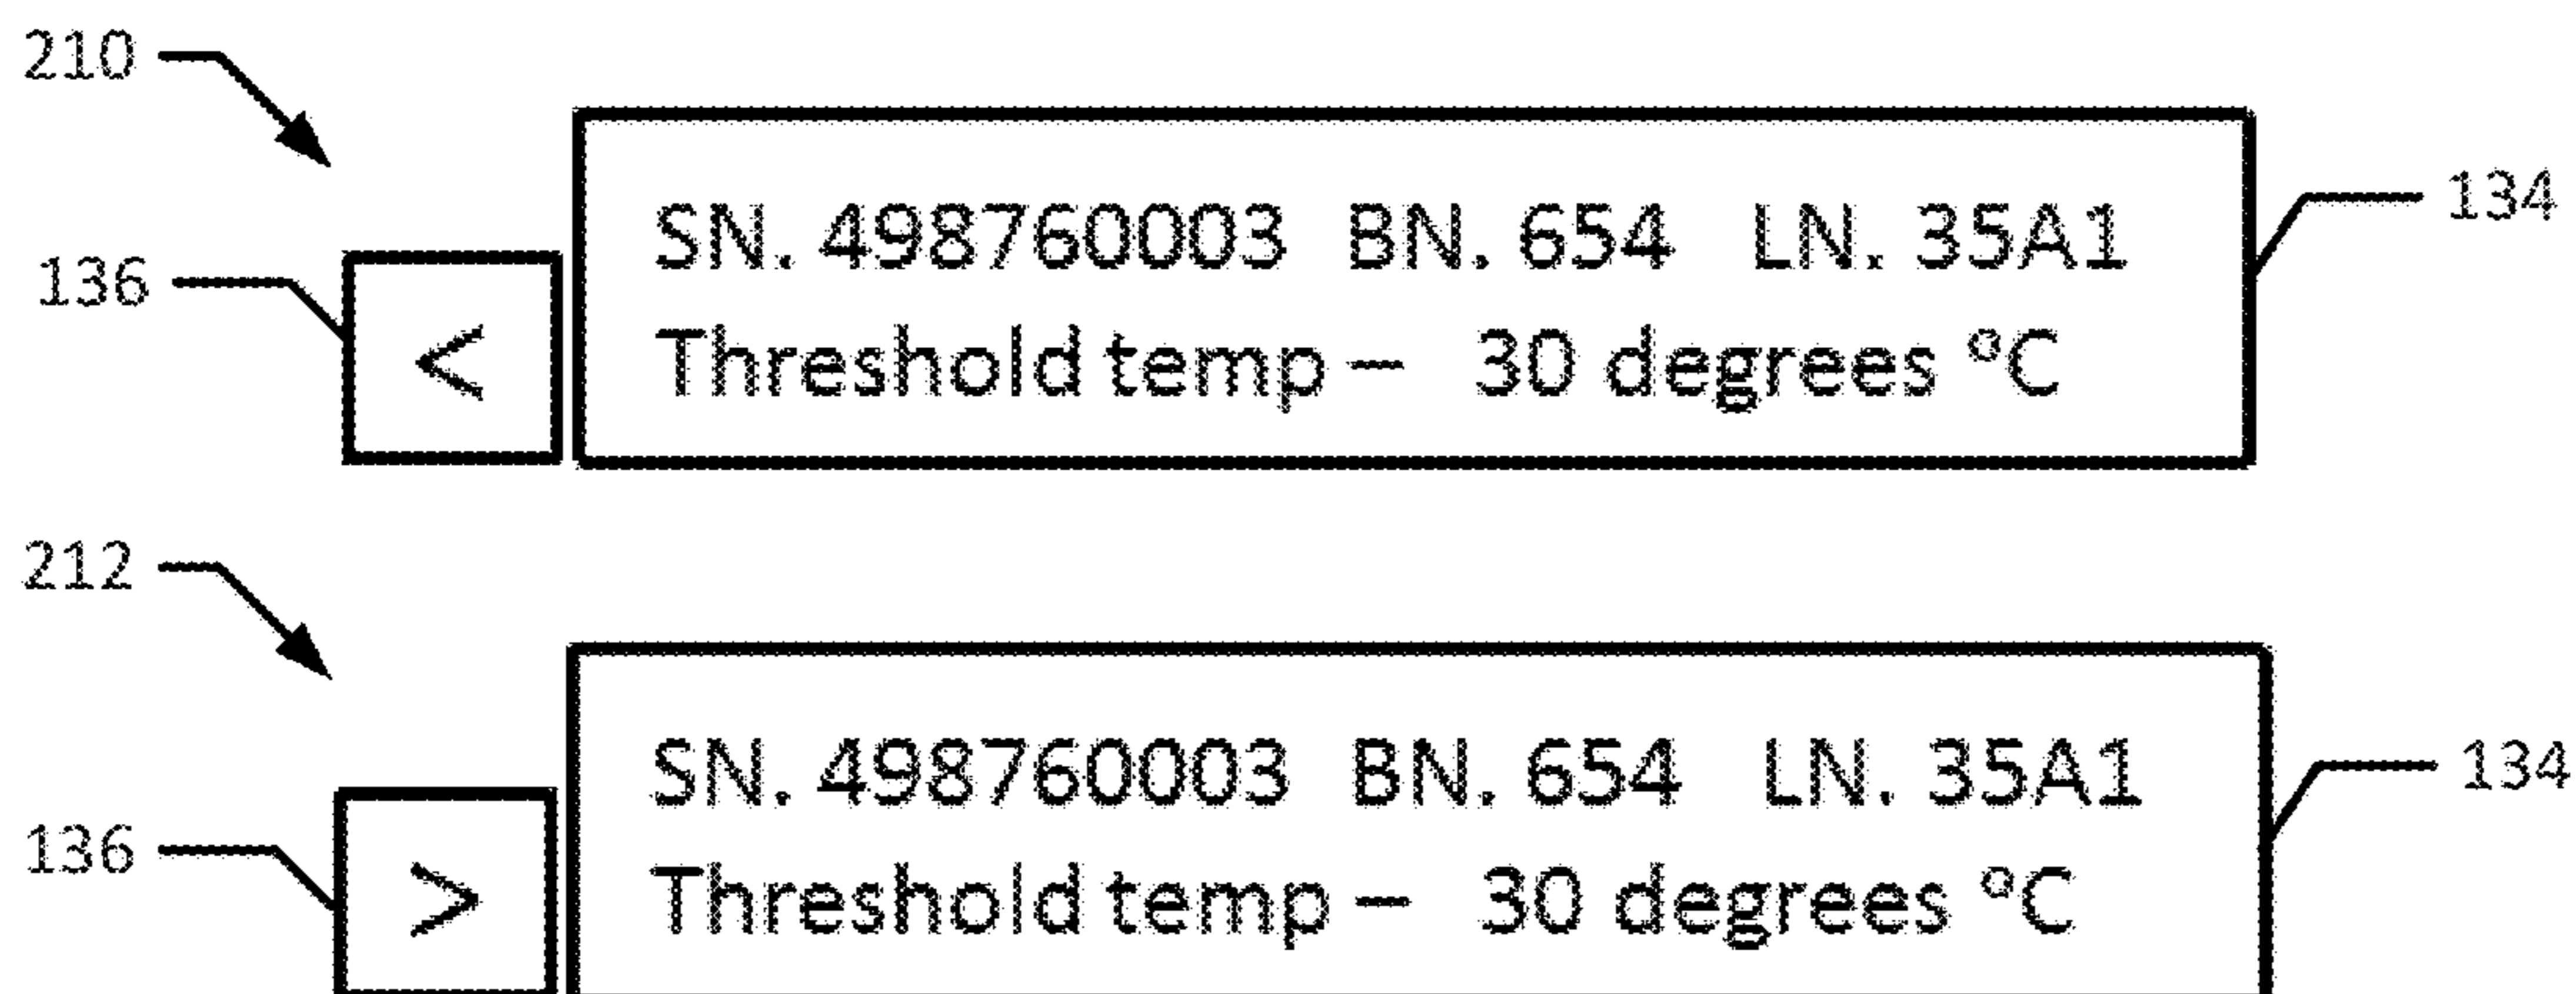 210
SN. 498760003 BN. 654 LN. 35A1
134
136
<
Threshold temp – 30 degrees °C
212
SN. 498760003 BN. 654 LN. 35A1
134
136
>
Threshold temp – 30 degrees °C